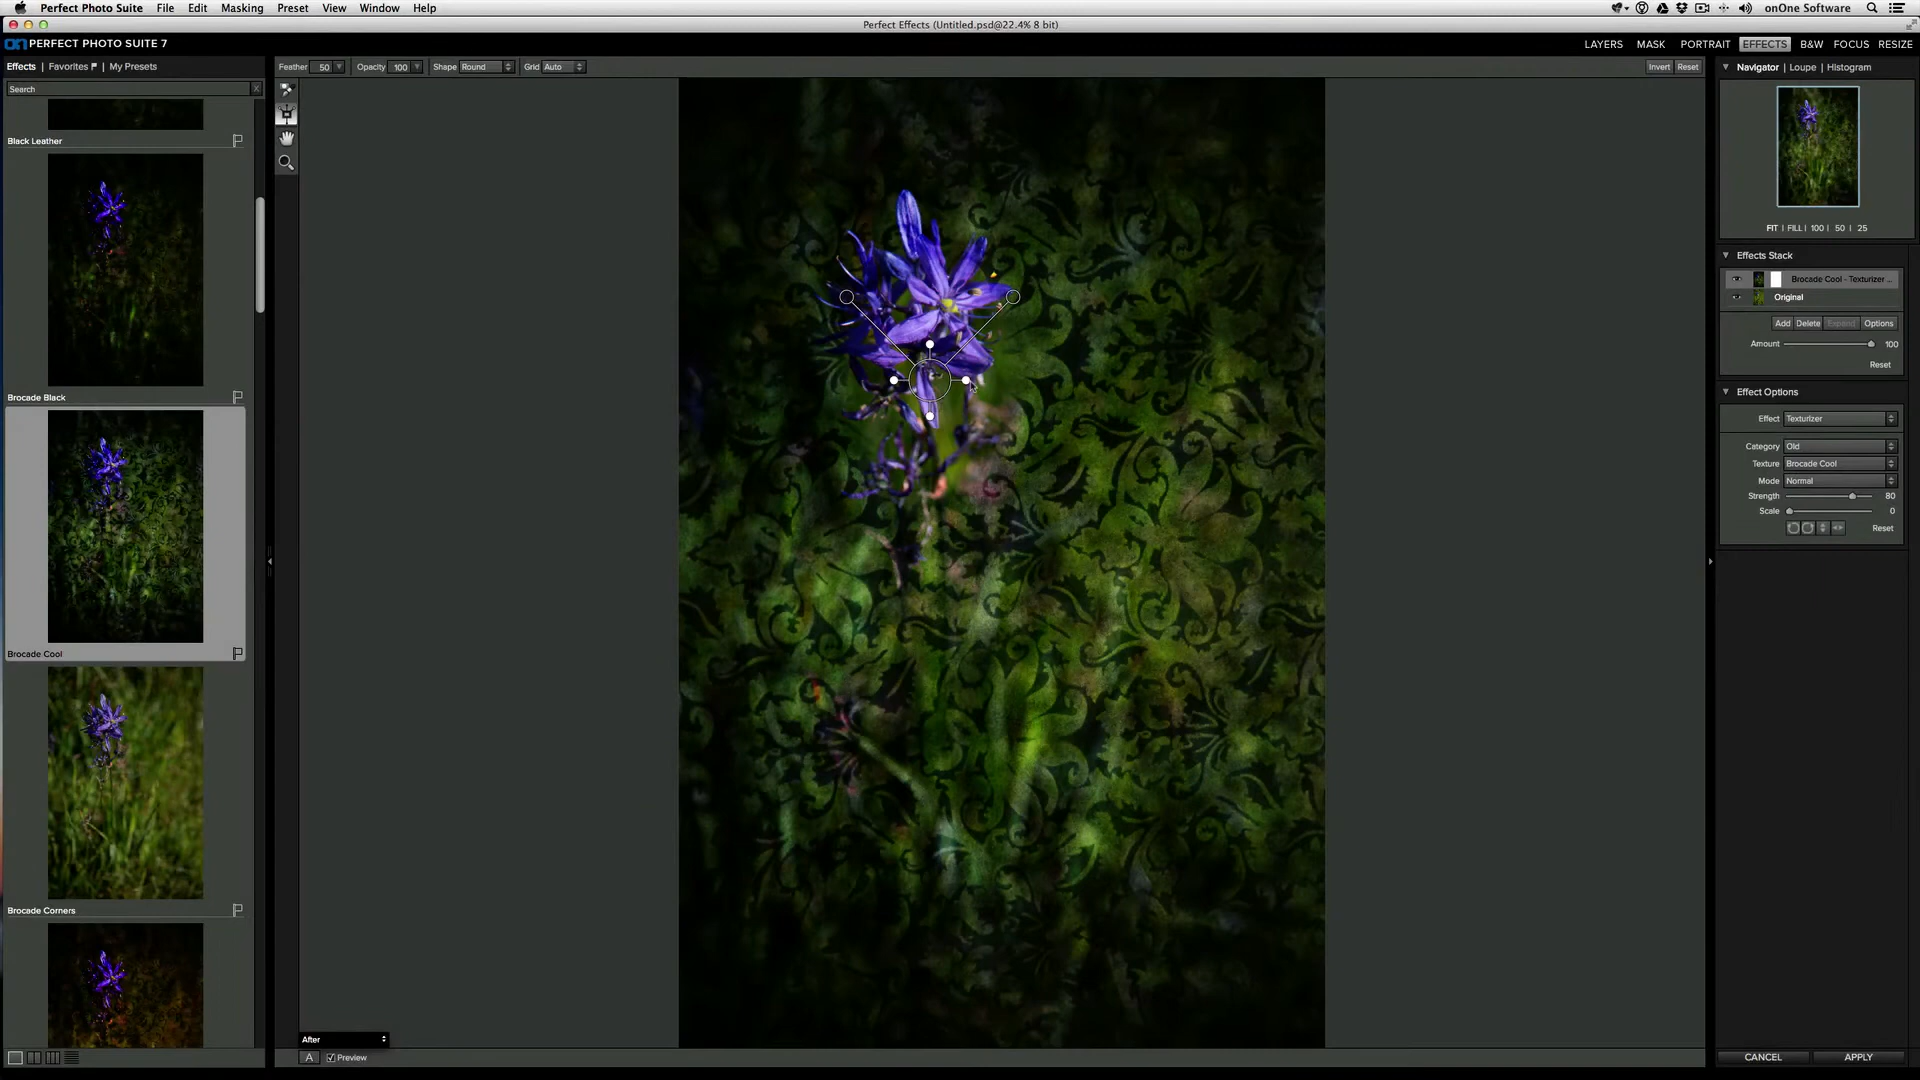 Perfect Photo Suite File Edit Masking Preset View Window Help onOne Software
Perfect Effects (Untitled.psd@22.4% 8 bit)
on PERFECT PHOTO SUITE 7 LAYERS MASK PORTRAIT EFFECTS B&W FOCUS RESIZE
Effects | Favorites | My Presets
Feather 50 Opacity 100 Shape Round Grid Auto Invert Reset
Search X
Black Leather
Brocade Black
Brocade Cool
Brocade Corners
After
A Preview
Navigator | Loupe | Histogram
FIT | FILL | 100 | 50 | 25
Effects Stack
Brocade Cool - Texturizer ...
Original
Add Delete Expand Options
Amount 100
Reset
Effect Options
Effect Texturizer
Category Old
Texture Brocade Cool
Mode Normal
Strength 80
Scale 0
Reset
CANCEL APPLY